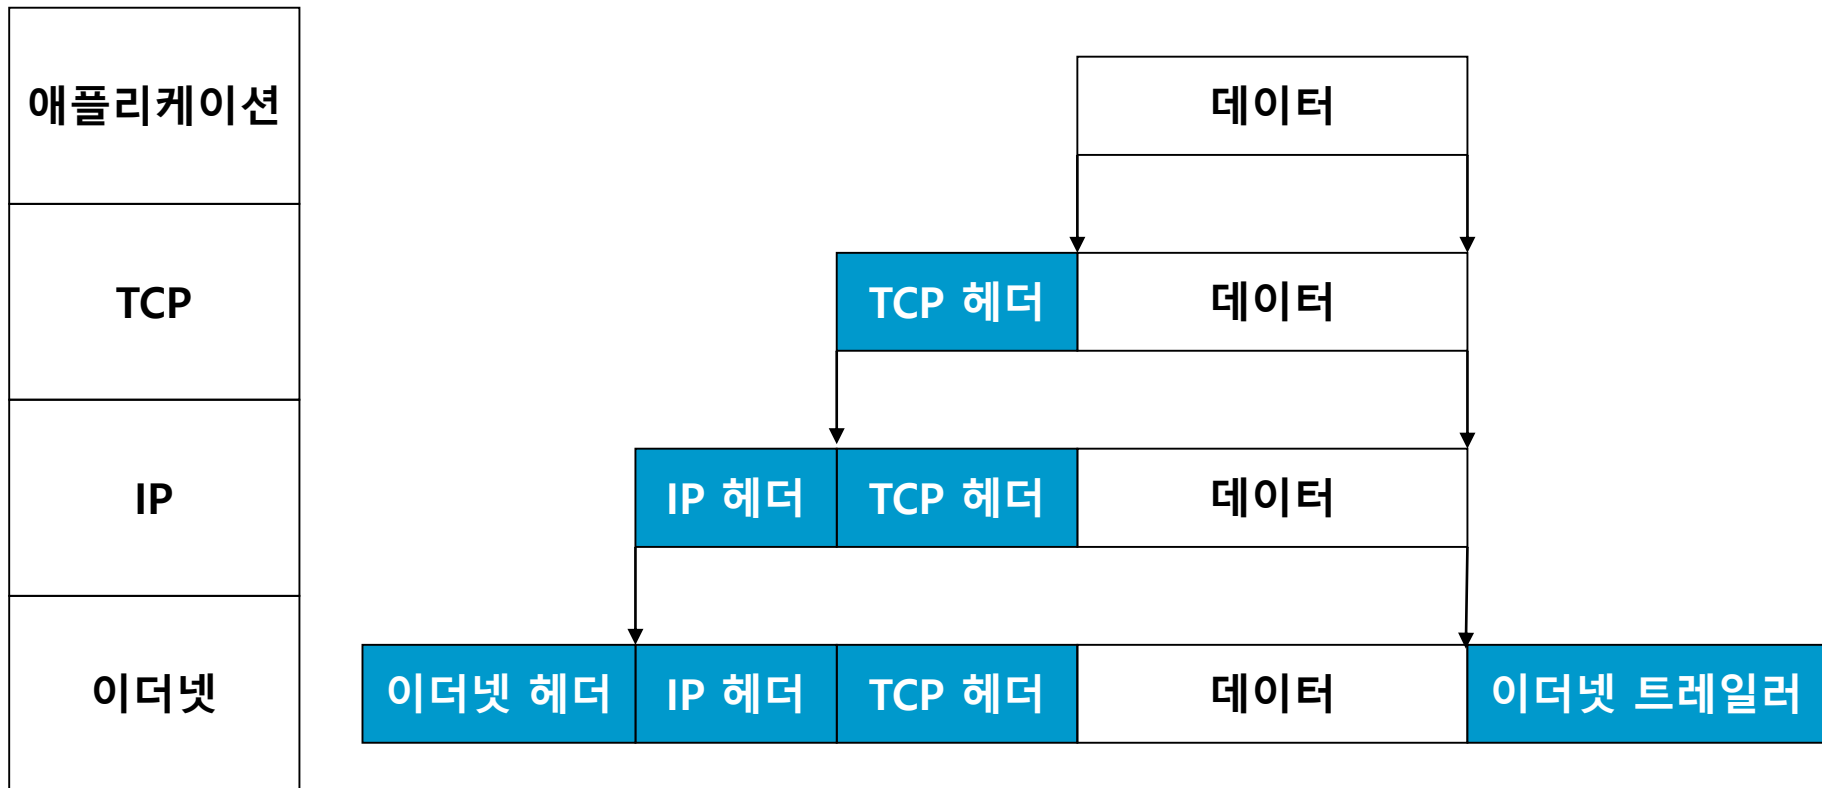 애플리케이션
데이터
TCP
TCP 헤더
데이터
IP
IP 헤더
TCP 헤더
데이터
이더넷
이더넷 헤더
IP 헤더
TCP 헤더
데이터
이더넷 트레일러